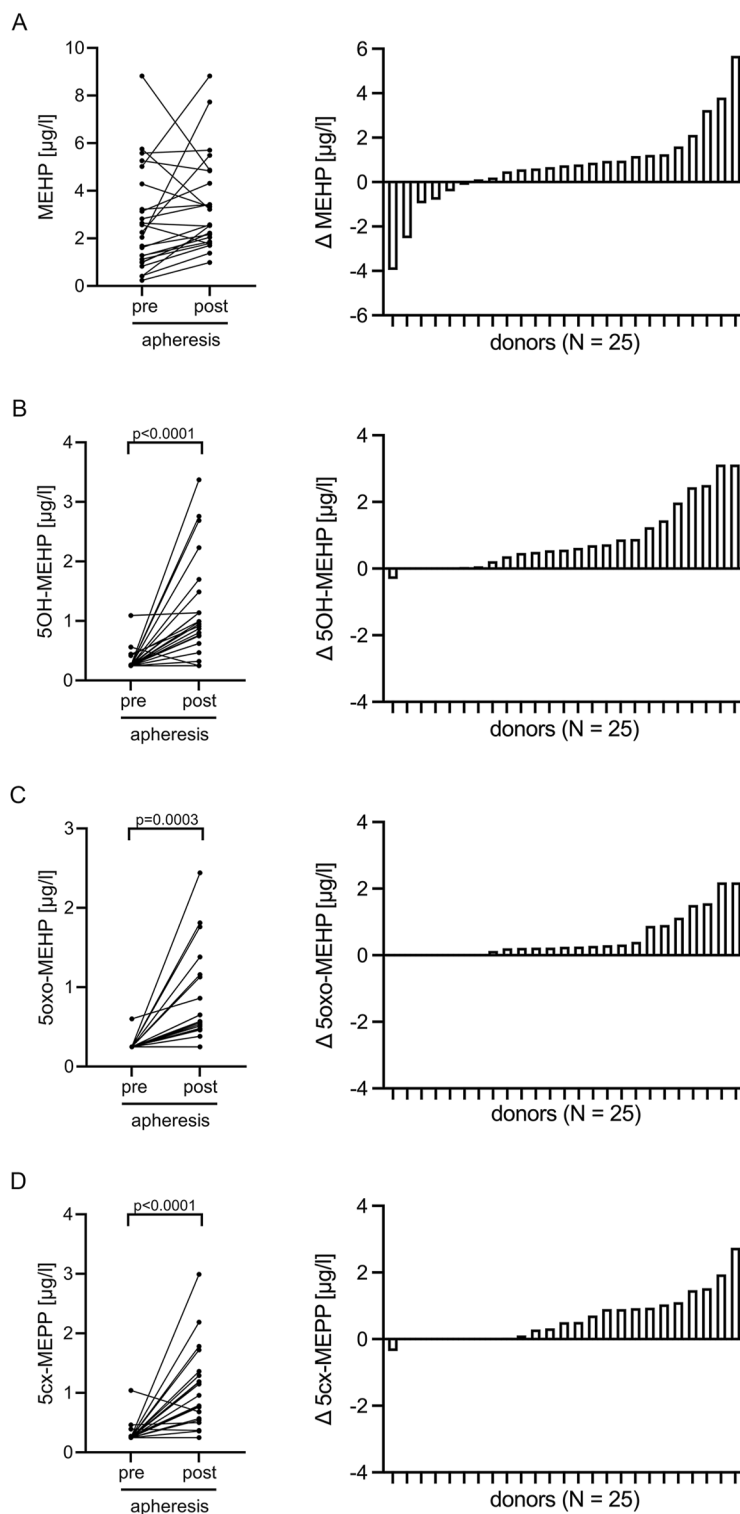 A
MEHP [µg/l]
10
8
6
4
2
0
pre post
apheresis
Δ MEHP [µg/l]
6
4
2
0
-2
-4
-6
donors (N = 25)
B
p<0.0001
5OH-MEHP [µg/l]
4
3
2
1
0
pre post
apheresis
Δ 5OH-MEHP [µg/l]
4
2
0
-2
-4
donors (N = 25)
C
p=0.0003
5oxo-MEHP [µg/l]
3
2
1
0
pre post
apheresis
Δ 5oxo-MEHP [µg/l]
4
2
0
-2
-4
donors (N = 25)
D
p<0.0001
5cx-MEPP [µg/l]
4
3
2
1
0
pre post
apheresis
Δ 5cx-MEPP [µg/l]
4
2
0
-2
-4
donors (N = 25)